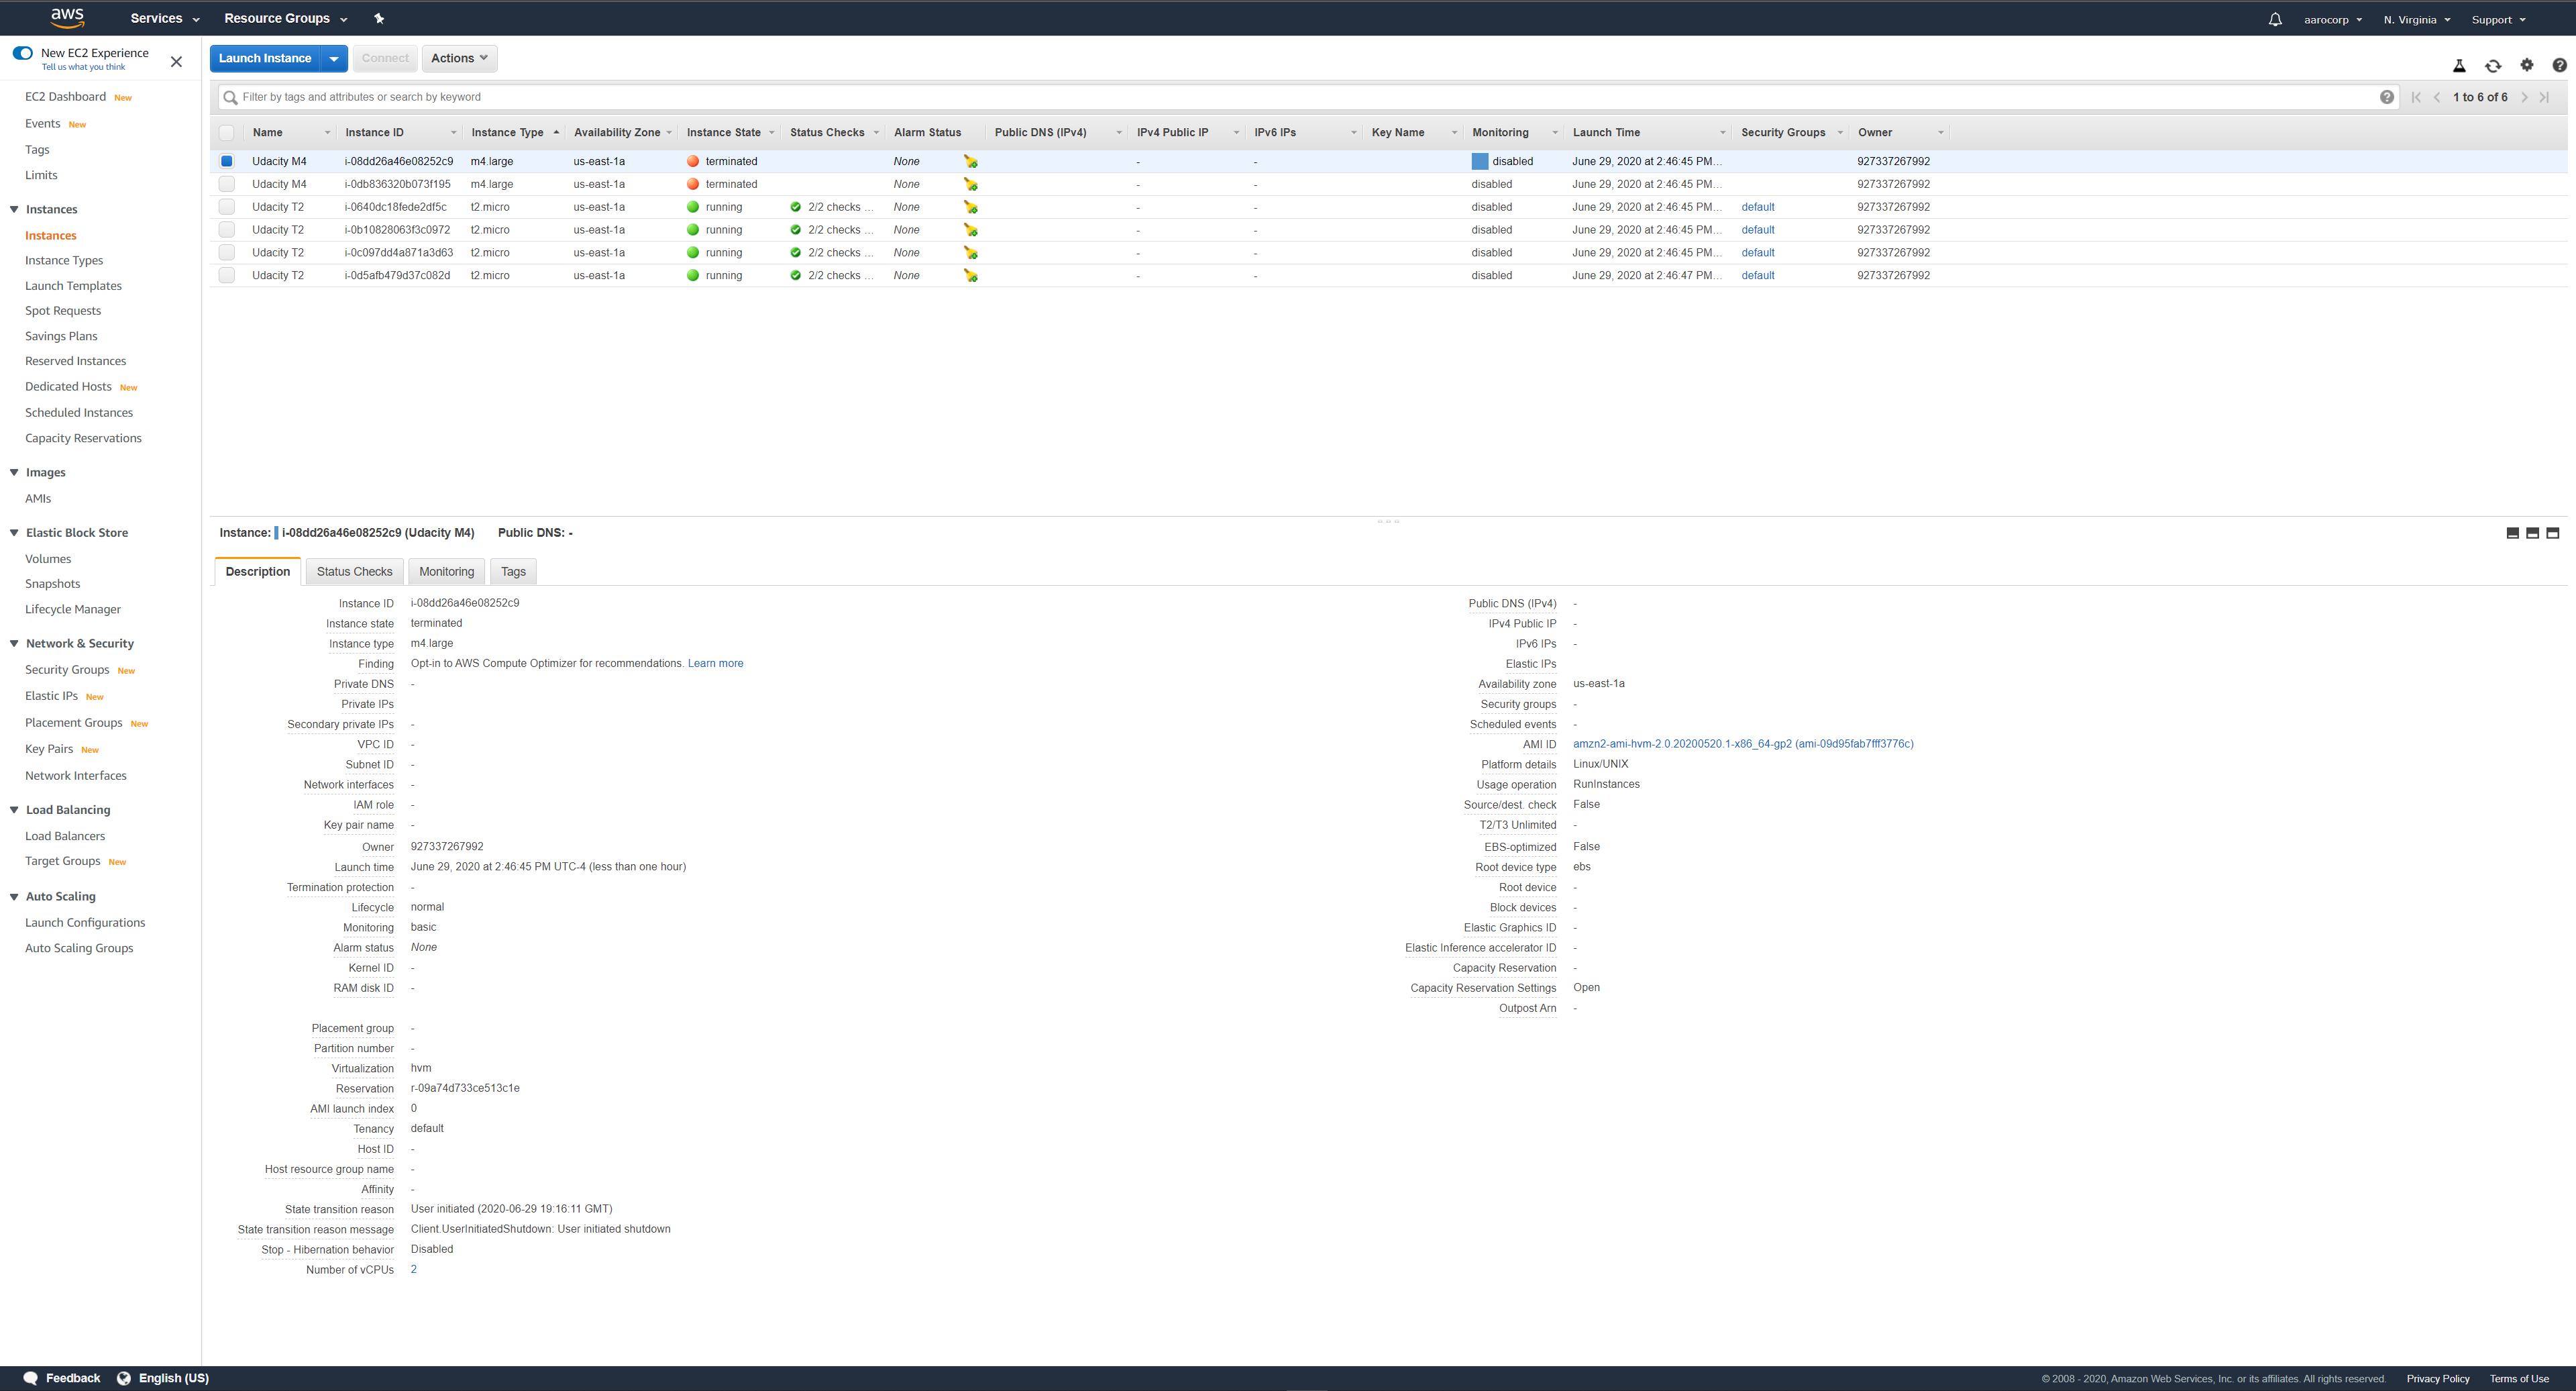 aws Services Resource Groups aarocorp N. Virginia Support
New EC2 Experience
Tell us what you think
EC2 Dashboard New
Events New
Tags
Limits
Instances
Instances
Instance Types
Launch Templates
Spot Requests
Savings Plans
Reserved Instances
Dedicated Hosts New
Scheduled Instances
Capacity Reservations
Images
AMIs
Elastic Block Store
Volumes
Snapshots
Lifecycle Manager
Network & Security
Security Groups New
Elastic IPs New
Placement Groups New
Key Pairs New
Network Interfaces
Load Balancing
Load Balancers
Target Groups New
Auto Scaling
Launch Configurations
Auto Scaling Groups
Launch Instance Connect Actions
Filter by tags and attributes or search by keyword 1 to 6 of 6
Name Instance ID Instance Type Availability Zone Instance State Status Checks Alarm Status Public DNS (IPv4) IPv4 Public IP IPv6 IPs Key Name Monitoring Launch Time Security Groups Owner
Udacity M4 i-08dd26a46e08252c9 m4.large us-east-1a terminated None - - disabled June 29, 2020 at 2:46:45 PM... 927337267992
Udacity M4 i-0db836320b073f195 m4.large us-east-1a terminated None - - disabled June 29, 2020 at 2:46:45 PM... 927337267992
Udacity T2 i-0640dc18fede2df5c t2.micro us-east-1a running 2/2 checks ... None - - disabled June 29, 2020 at 2:46:45 PM... default 927337267992
Udacity T2 i-0b10828063f3c0972 t2.micro us-east-1a running 2/2 checks ... None - - disabled June 29, 2020 at 2:46:45 PM... default 927337267992
Udacity T2 i-0c097dd4a871a3d63 t2.micro us-east-1a running 2/2 checks ... None - - disabled June 29, 2020 at 2:46:45 PM... default 927337267992
Udacity T2 i-0d5afb479d37c082d t2.micro us-east-1a running 2/2 checks ... None - - disabled June 29, 2020 at 2:46:47 PM... default 927337267992
Instance: i-08dd26a46e08252c9 (Udacity M4) Public DNS: -
Description Status Checks Monitoring Tags
Instance ID i-08dd26a46e08252c9
Instance state terminated
Instance type m4.large
Finding Opt-in to AWS Compute Optimizer for recommendations. Learn more
Private DNS -
Private IPs
Secondary private IPs -
VPC ID -
Subnet ID -
Network interfaces -
IAM role -
Key pair name -
Owner 927337267992
Launch time June 29, 2020 at 2:46:45 PM UTC-4 (less than one hour)
Termination protection -
Lifecycle normal
Monitoring basic
Alarm status None
Kernel ID -
RAM disk ID -
Placement group -
Partition number -
Virtualization hvm
Reservation r-09a74d733ce513c1e
AMI launch index 0
Tenancy default
Host ID -
Host resource group name -
Affinity -
State transition reason User initiated (2020-06-29 19:16:11 GMT)
State transition reason message Client.UserInitiatedShutdown: User initiated shutdown
Stop - Hibernation behavior Disabled
Number of vCPUs 2
Public DNS (IPv4) -
IPv4 Public IP -
IPv6 IPs -
Elastic IPs
Availability zone us-east-1a
Security groups -
Scheduled events -
AMI ID amzn2-ami-hvm-2.0.20200520.1-x86_64-gp2 (ami-09d95fab7fff3776c)
Platform details Linux/UNIX
Usage operation RunInstances
Source/dest. check False
T2/T3 Unlimited -
EBS-optimized False
Root device type ebs
Root device -
Block devices -
Elastic Graphics ID -
Elastic Inference accelerator ID -
Capacity Reservation -
Capacity Reservation Settings Open
Outpost Arn -
Feedback English (US) © 2008 - 2020, Amazon Web Services, Inc. or its affiliates. All rights reserved. Privacy Policy Terms of Use